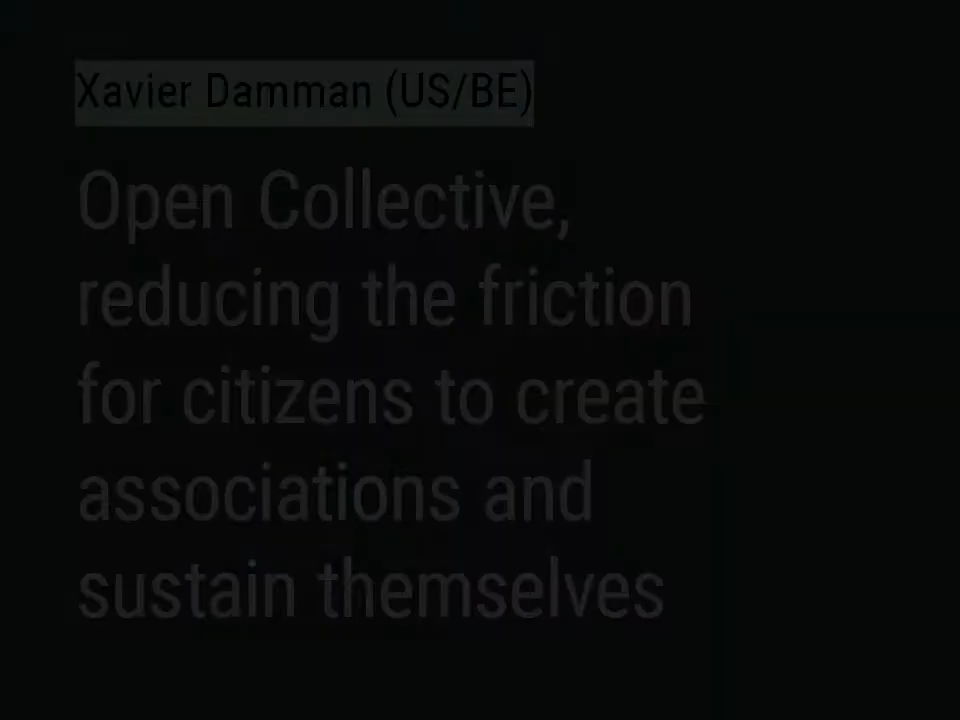 Xavier Damman (US/BE)
Open Collective,
reducing the friction
for citizens to create
associations and
sustain themselves